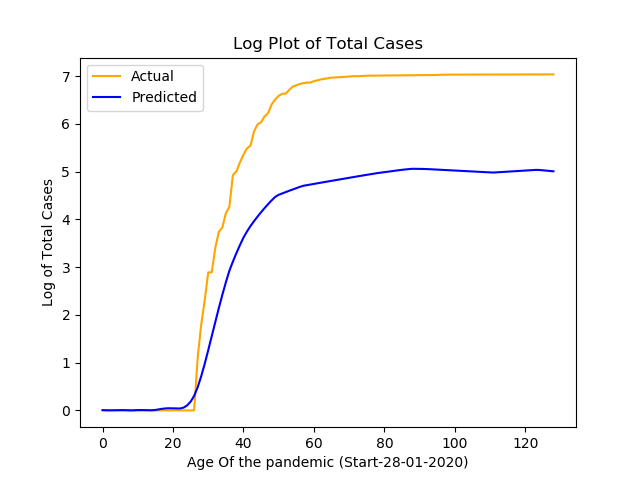 Log Plot of Total Cases
Actual
Predicted
Log of Total Cases
7
6
5
4
3
2
1
0
0 20 40 60 80 100 120
Age Of the pandemic (Start-28-01-2020)